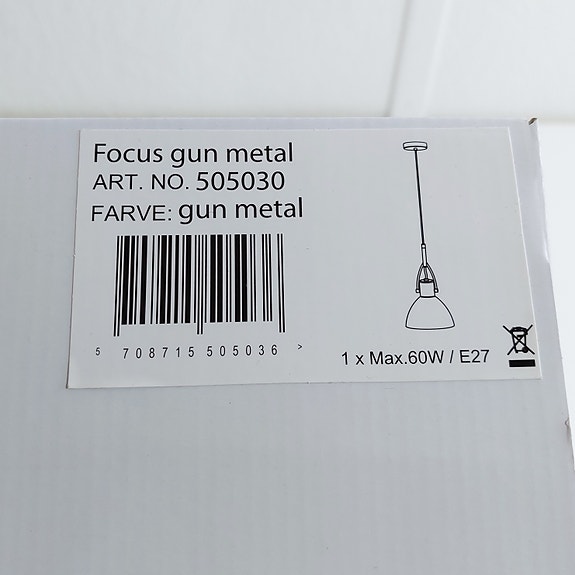 Focus gun metal
ART. NO. 505030
FARVE: gun metal
5 708715 505036 >
1 x Max.60W / E27